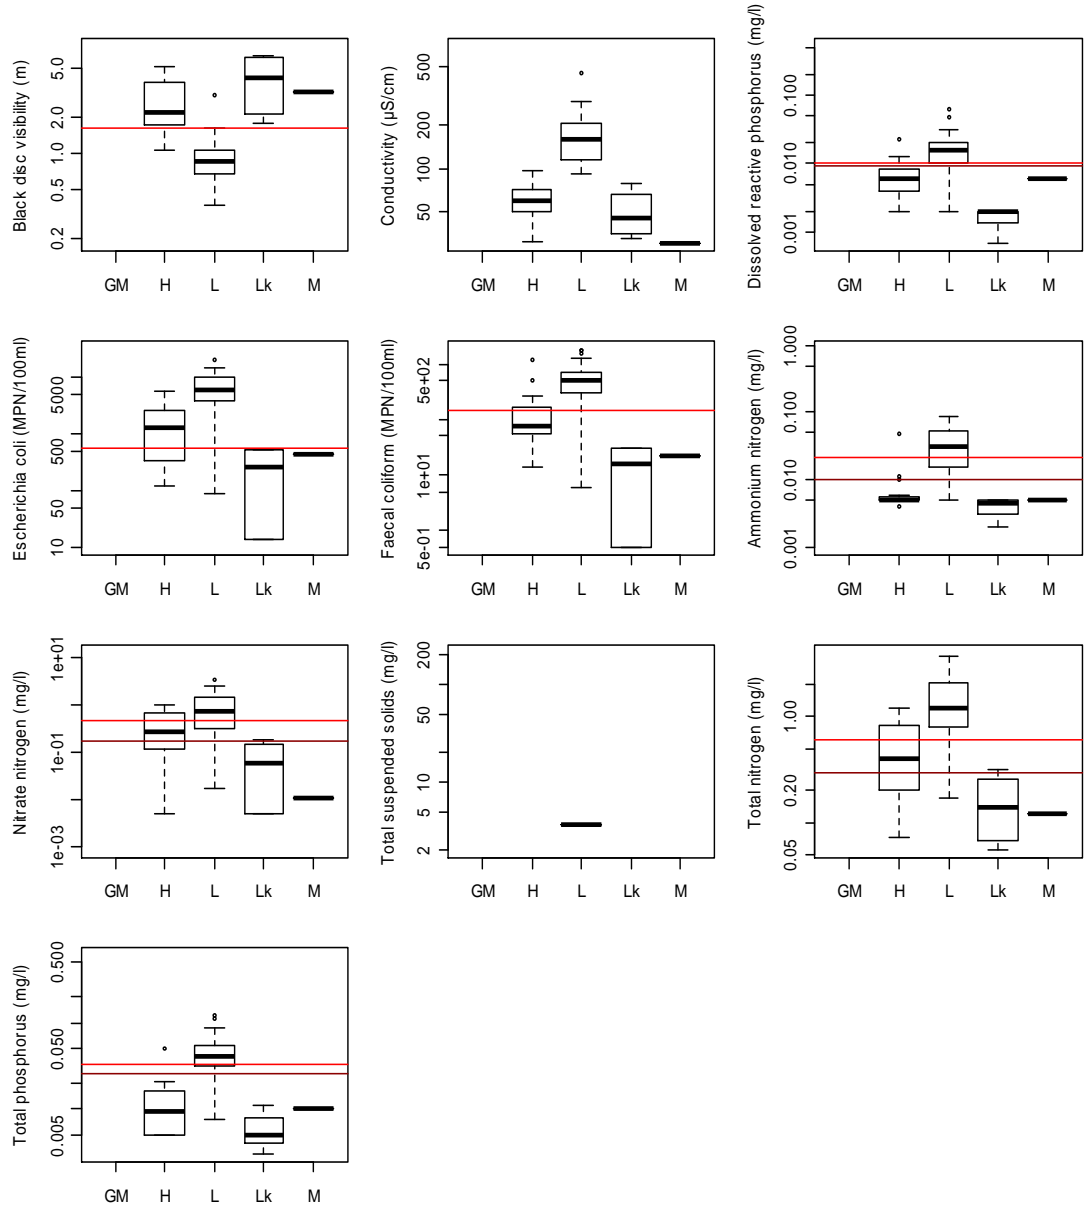 Black disc visibility (m)
5.0
2.0
1.0
0.5
0.2
GM H L Lk M
Conductivity (µS/cm)
500
200
100
50
GM H L Lk M
Dissolved reactive phosphorus (mg/l)
0.100
0.010
0.001
GM H L Lk M
Escherichia coli (MPN/100ml)
5000
500
50
10
GM H L Lk M
Faecal coliform (MPN/100ml)
5e+02
1e+01
5e-01
GM H L Lk M
Ammonium nitrogen (mg/l)
1.000
0.100
0.010
0.001
GM H L Lk M
Nitrate nitrogen (mg/l)
1e+01
1e-01
1e-03
GM H L Lk M
Total suspended solids (mg/l)
200
50
20
10
5
2
GM H L Lk M
Total nitrogen (mg/l)
1.00
0.20
0.05
GM H L Lk M
Total phosphorus (mg/l)
0.500
0.050
0.005
GM H L Lk M